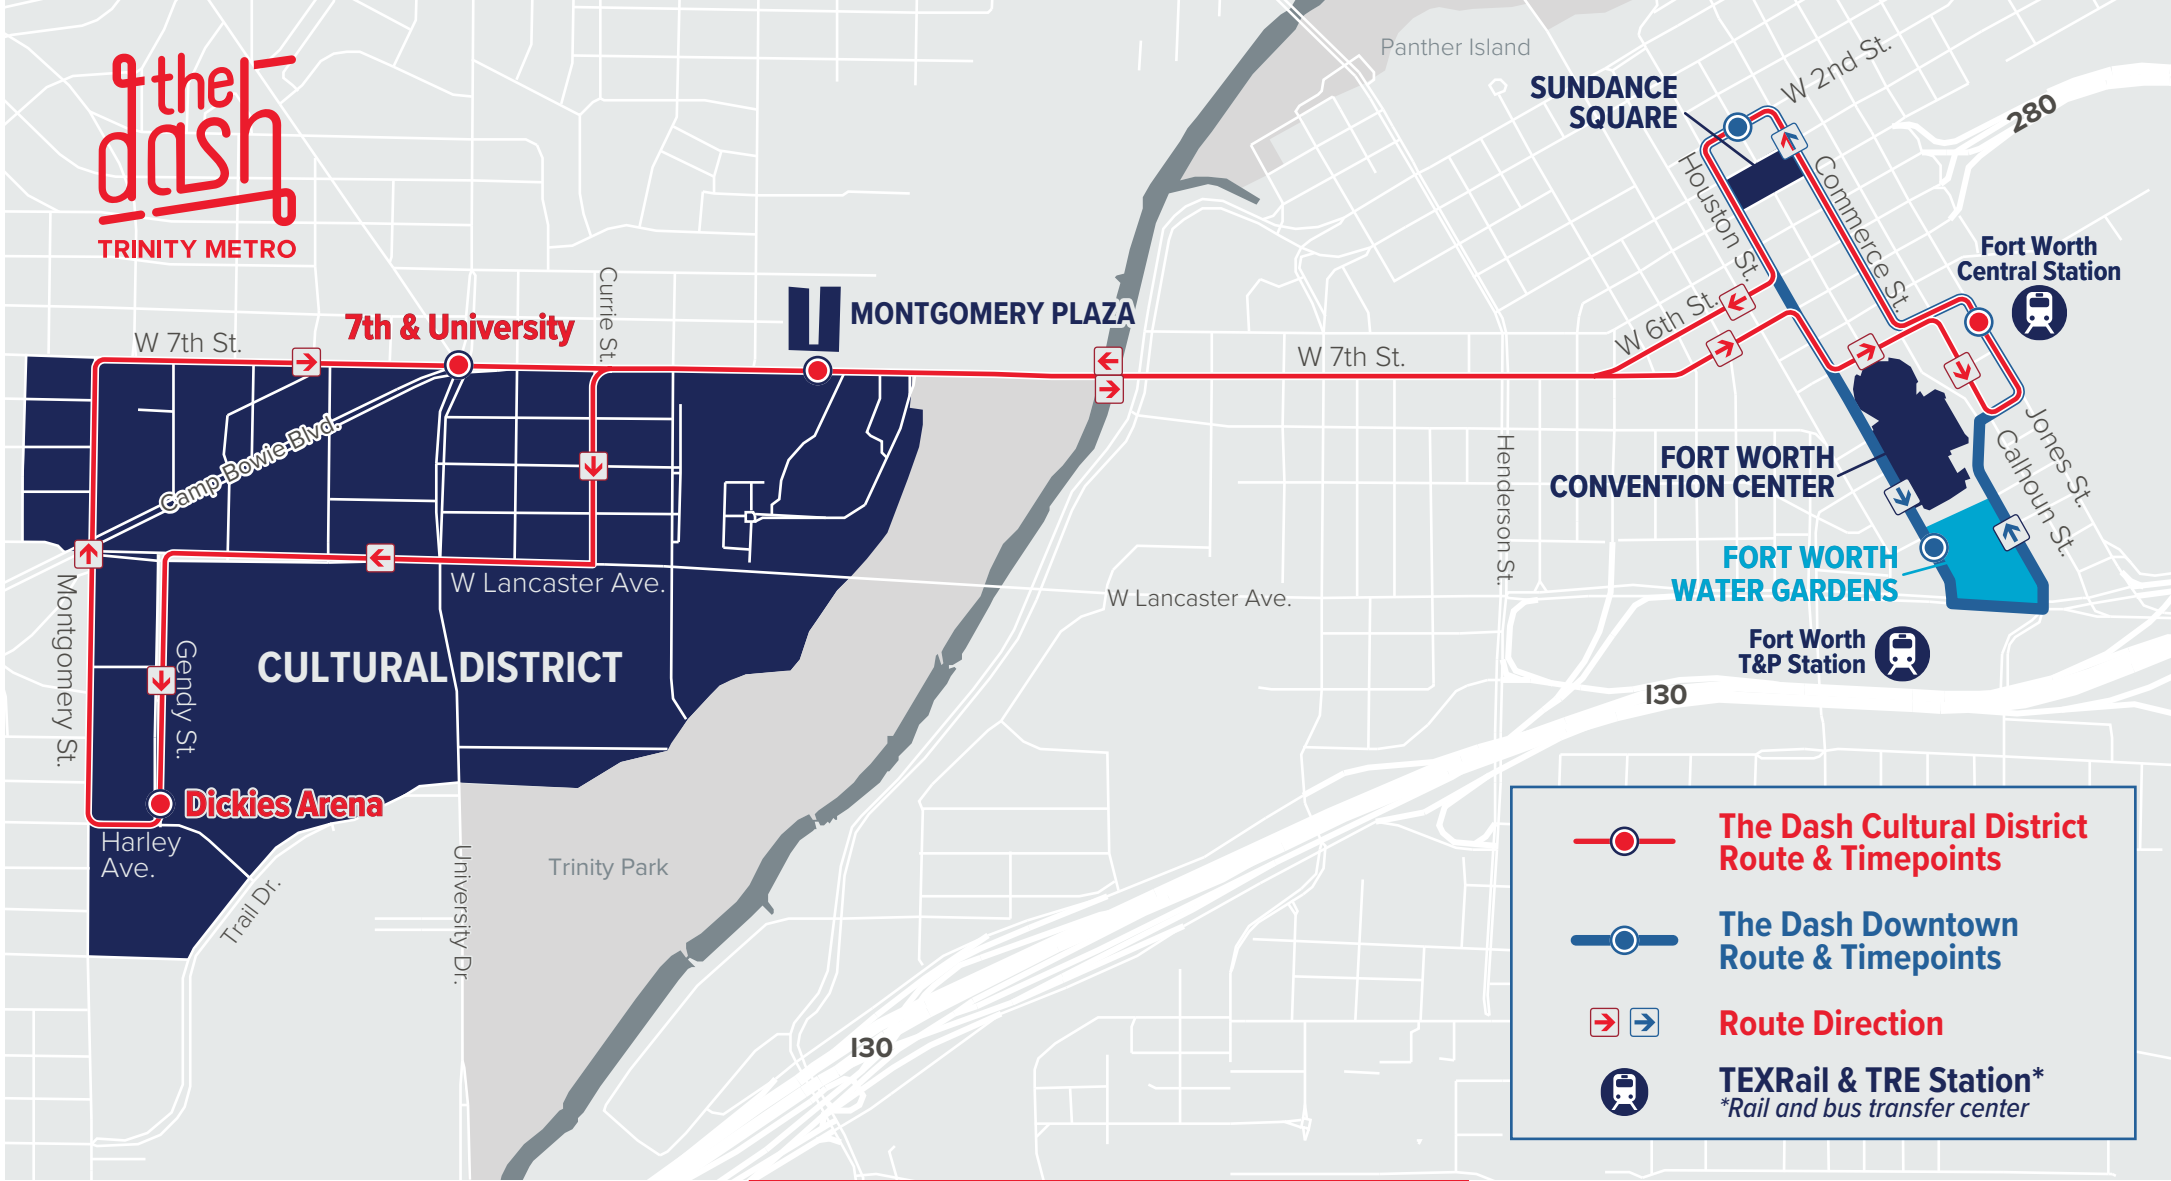 the
dash
TRINITY METRO
Panther Island
SUNDANCE
SQUARE
W 2nd St.
280
Houston St.
Commerce St.
Fort Worth
Central Station
Currie St.
7th & University
W 7th St.
MONTGOMERY PLAZA
W 7th St.
W 6th St.
Camp Bowie Blvd.
Henderson St.
FORT WORTH
CONVENTION CENTER
Jones St.
Calhoun St.
FORT WORTH
WATER GARDENS
W Lancaster Ave.
W Lancaster Ave.
Montgomery St.
Gendy St.
CULTURAL DISTRICT
Fort Worth
T&P Station
I30
Dickies Arena
Harley
Ave.
Trail Dr.
University Dr.
Trinity Park
I30
The Dash Cultural District
Route & Timepoints
The Dash Downtown
Route & Timepoints
Route Direction
TEXRail & TRE Station*
*Rail and bus transfer center